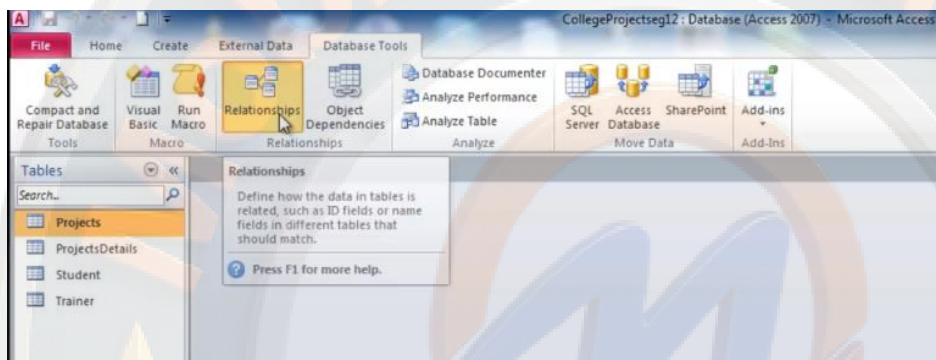 A
CollegeProjectseg12 : Database (Access 2007) - Microsoft Access
File Home Create External Data Database Tools
Compact and Repair Database
Visual Basic
Run Macro
Relationships
Object Dependencies
Database Documenter
Analyze Performance
Analyze Table
SQL Server
Access Database
SharePoint
Add-ins
Tools Macro Relationships Analyze Move Data Add-Ins
Tables
Search..
Projects
ProjectsDetails
Student
Trainer
Relationships
Define how the data in tables is
related, such as ID fields or name
fields in different tables that
should match.
Press F1 for more help.